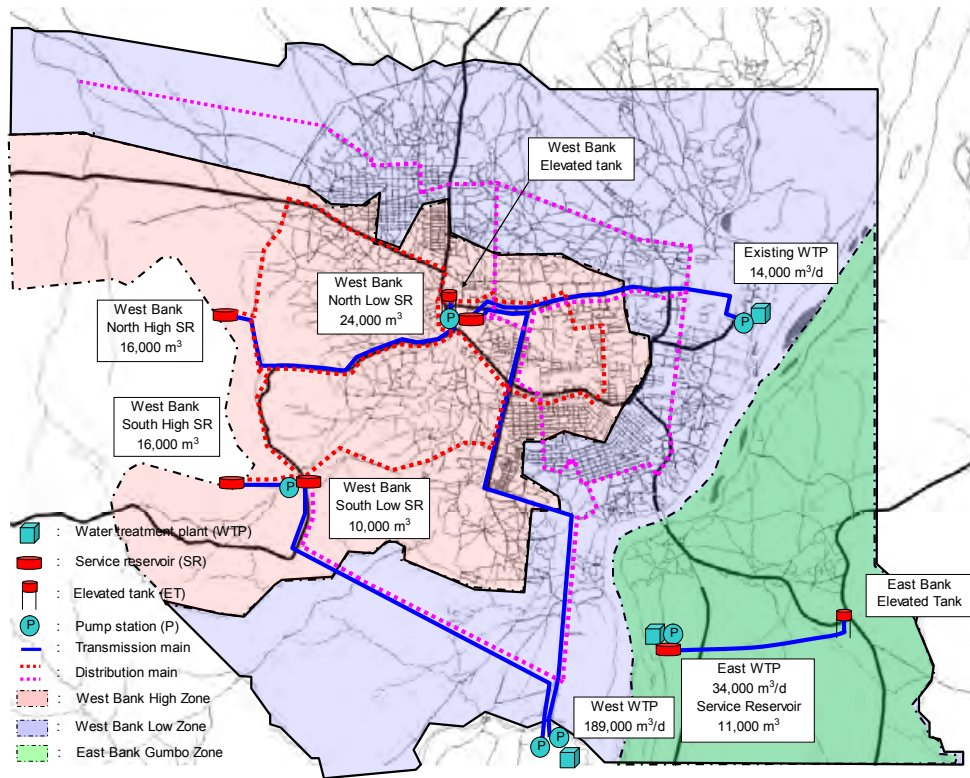 West Bank
Elevated tank
Existing WTP
14,000 m³/d
West Bank
North Low SR
24,000 m³
P
P
West Bank
North High SR
16,000 m³
West Bank
South High SR
16,000 m³
P
West Bank
South Low SR
10,000 m³
: Water treatment plant (WTP)
: Service reservoir (SR)
: Elevated tank (ET)
P : Pump station (P)
: Transmission main
: Distribution main
: West Bank High Zone
: West Bank Low Zone
: East Bank Gumbo Zone
East Bank
Elevated Tank
P
East WTP
34,000 m³/d
Service Reservoir
11,000 m³
West WTP
189,000 m³/d
P
P